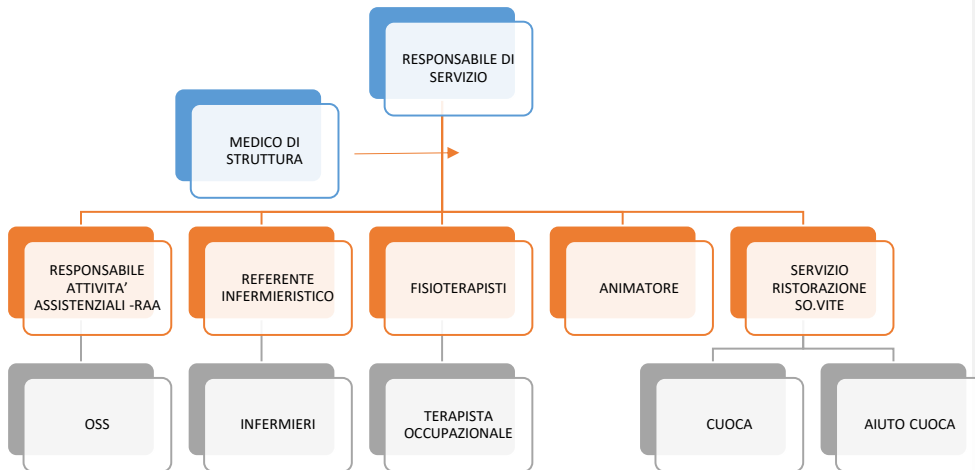 RESPONSABILE DI
SERVIZIO
MEDICO DI
STRUTTURA
RESPONSABILE
ATTIVITA’
ASSISTENZIALI -RAA
REFERENTE
INFERMIERISTICO
FISIOTERAPISTI
ANIMATORE
SERVIZIO
RISTORAZIONE
SO.VITE
OSS
INFERMIERI
TERAPISTA
OCCUPAZIONALE
CUOCA
AIUTO CUOCA